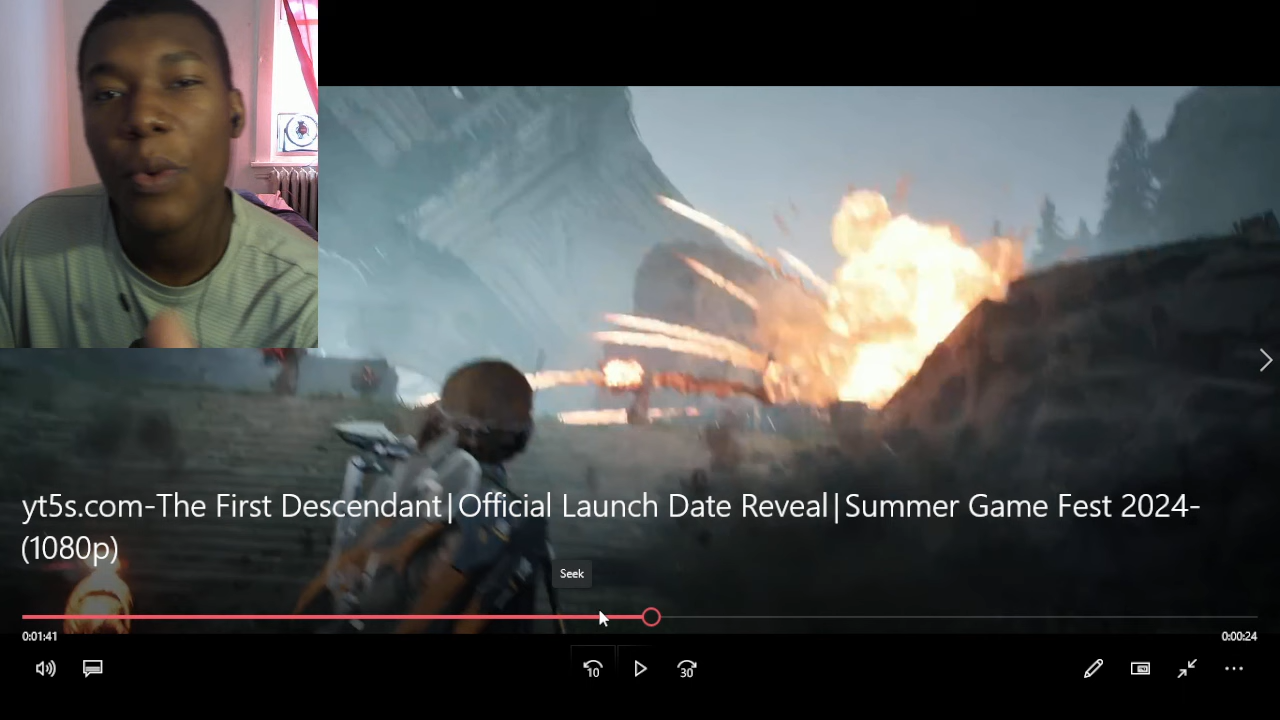 yt5s.com-The First Descendant|Official Launch Date Reveal|Summer Game Fest 2024-
(1080p)
Seek
0:01:41
0:00:24
10
30